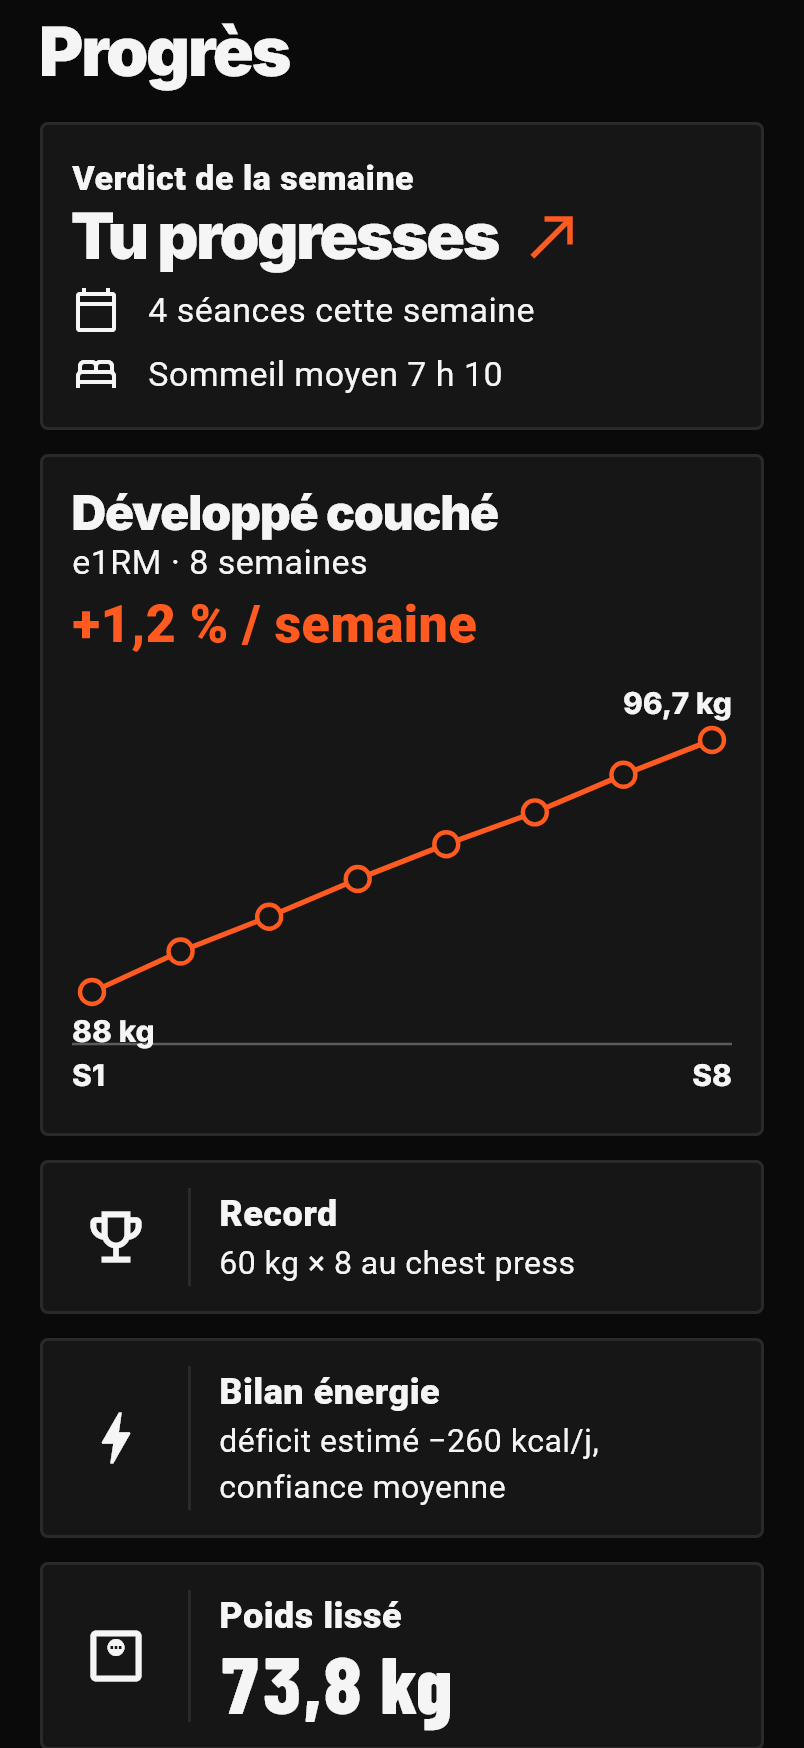 Progrès
Verdict de la semaine
Tu progresses
4 séances cette semaine
Sommeil moyen 7 h 10
Développé couché
e1RM · 8 semaines
+1,2 % / semaine
96,7 kg
88 kg
S1
S8
Record
60 kg × 8 au chest press
Bilan énergie
déficit estimé −260 kcal/j,
confiance moyenne
Poids lissé
73,8 kg